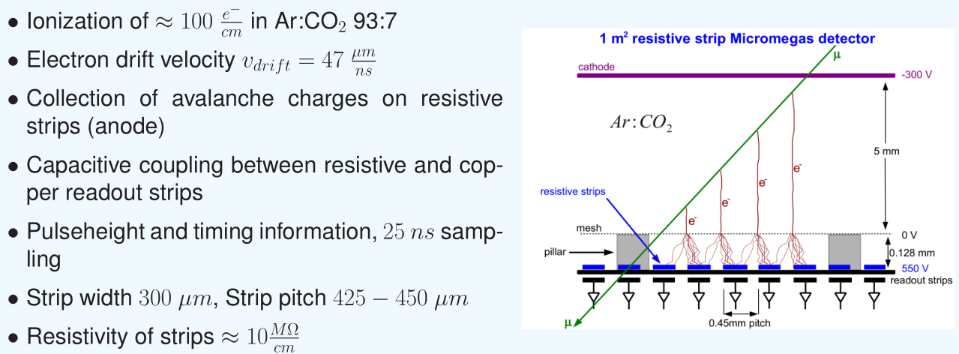 • Ionization of ≈ 100 e⁻/cm in Ar:CO₂ 93:7
• Electron drift velocity v_drift = 47 μm/ns
• Collection of avalanche charges on resistive
strips (anode)
• Capacitive coupling between resistive and cop-
per readout strips
• Pulseheight and timing information, 25 ns samp-
ling
• Strip width 300 μm, Strip pitch 425 − 450 μm
• Resistivity of strips ≈ 10 MΩ/cm
1 m² resistive strip Micromegas detector
μ
cathode
-300 V
Ar:CO₂
5 mm
e⁻
e⁻
resistive strips
e⁻
e⁻
mesh
0 V
pillar
0.128 mm
550 V
readout strips
μ
0.45mm pitch